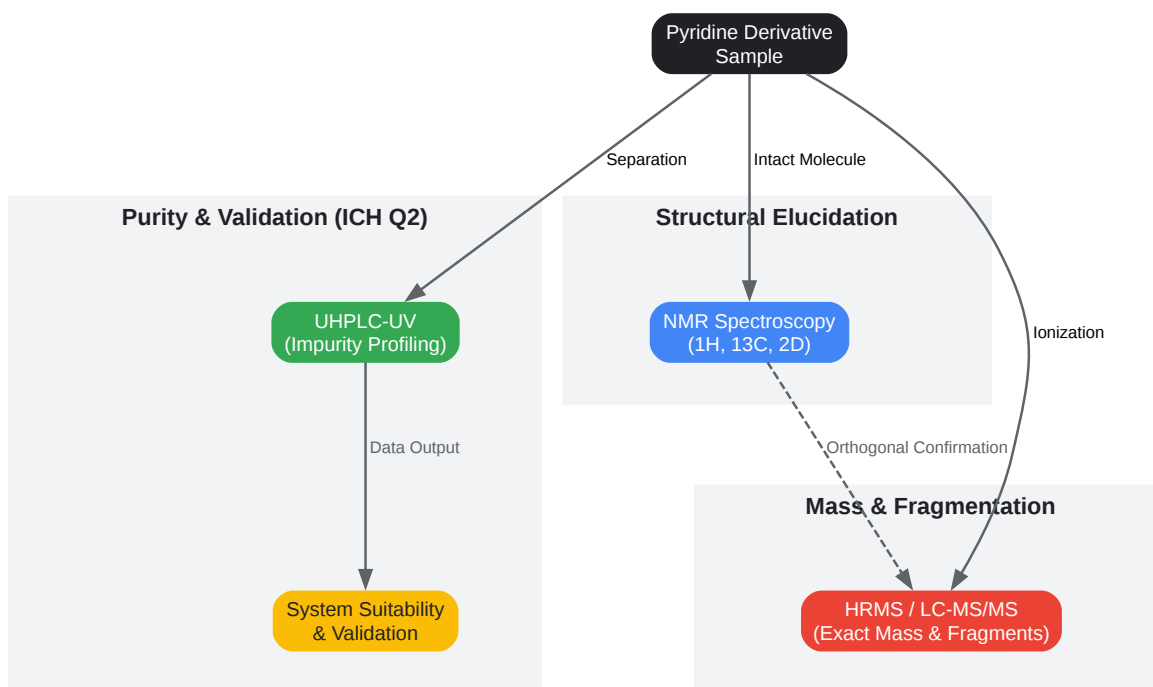 Pyridine Derivative
Sample
Separation
Intact Molecule
Purity & Validation (ICH Q2)
Structural Elucidation
UHPLC-UV
(Impurity Profiling)
NMR Spectroscopy
(1H, 13C, 2D)
Ionization
Data Output
Orthogonal Confirmation
Mass & Fragmentation
System Suitability
& Validation
HRMS / LC-MS/MS
(Exact Mass & Fragments)